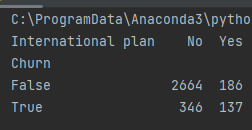 C:\ProgramData\Anaconda3\pytho
International plan No Yes
Churn
False 2664 186
True 346 137